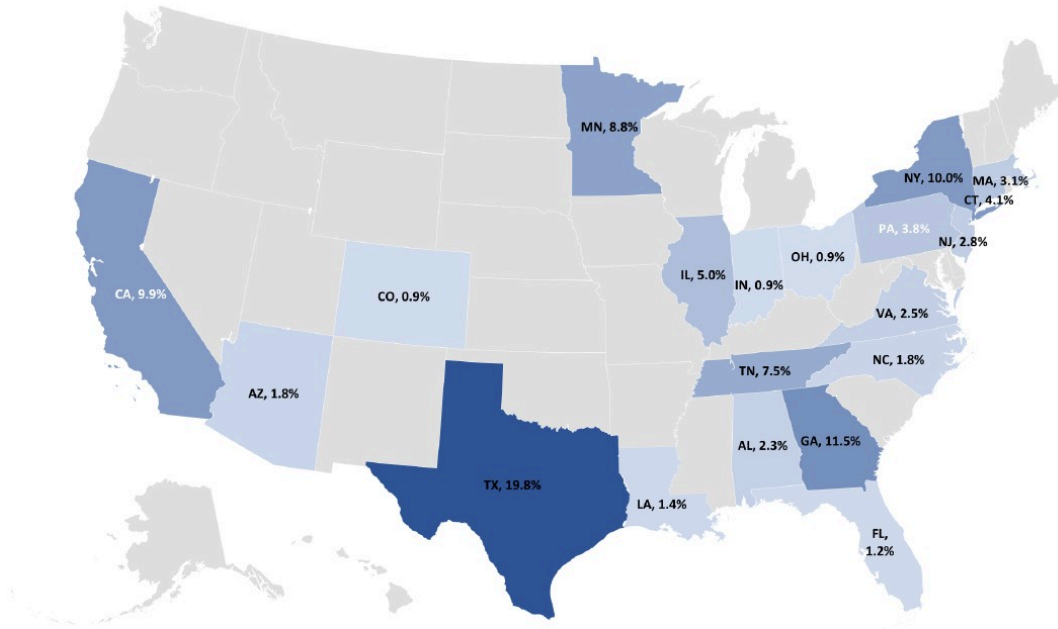 MN, 8.8%
NY, 10.0%
MA, 3.1%
CT, 4.1%
PA, 3.8%
NJ, 2.8%
OH, 0.9%
IL, 5.0%
IN, 0.9%
CA, 9.9%
CO, 0.9%
VA, 2.5%
NC, 1.8%
TN, 7.5%
AZ, 1.8%
AL, 2.3%
GA, 11.5%
TX, 19.8%
LA, 1.4%
FL,
1.2%